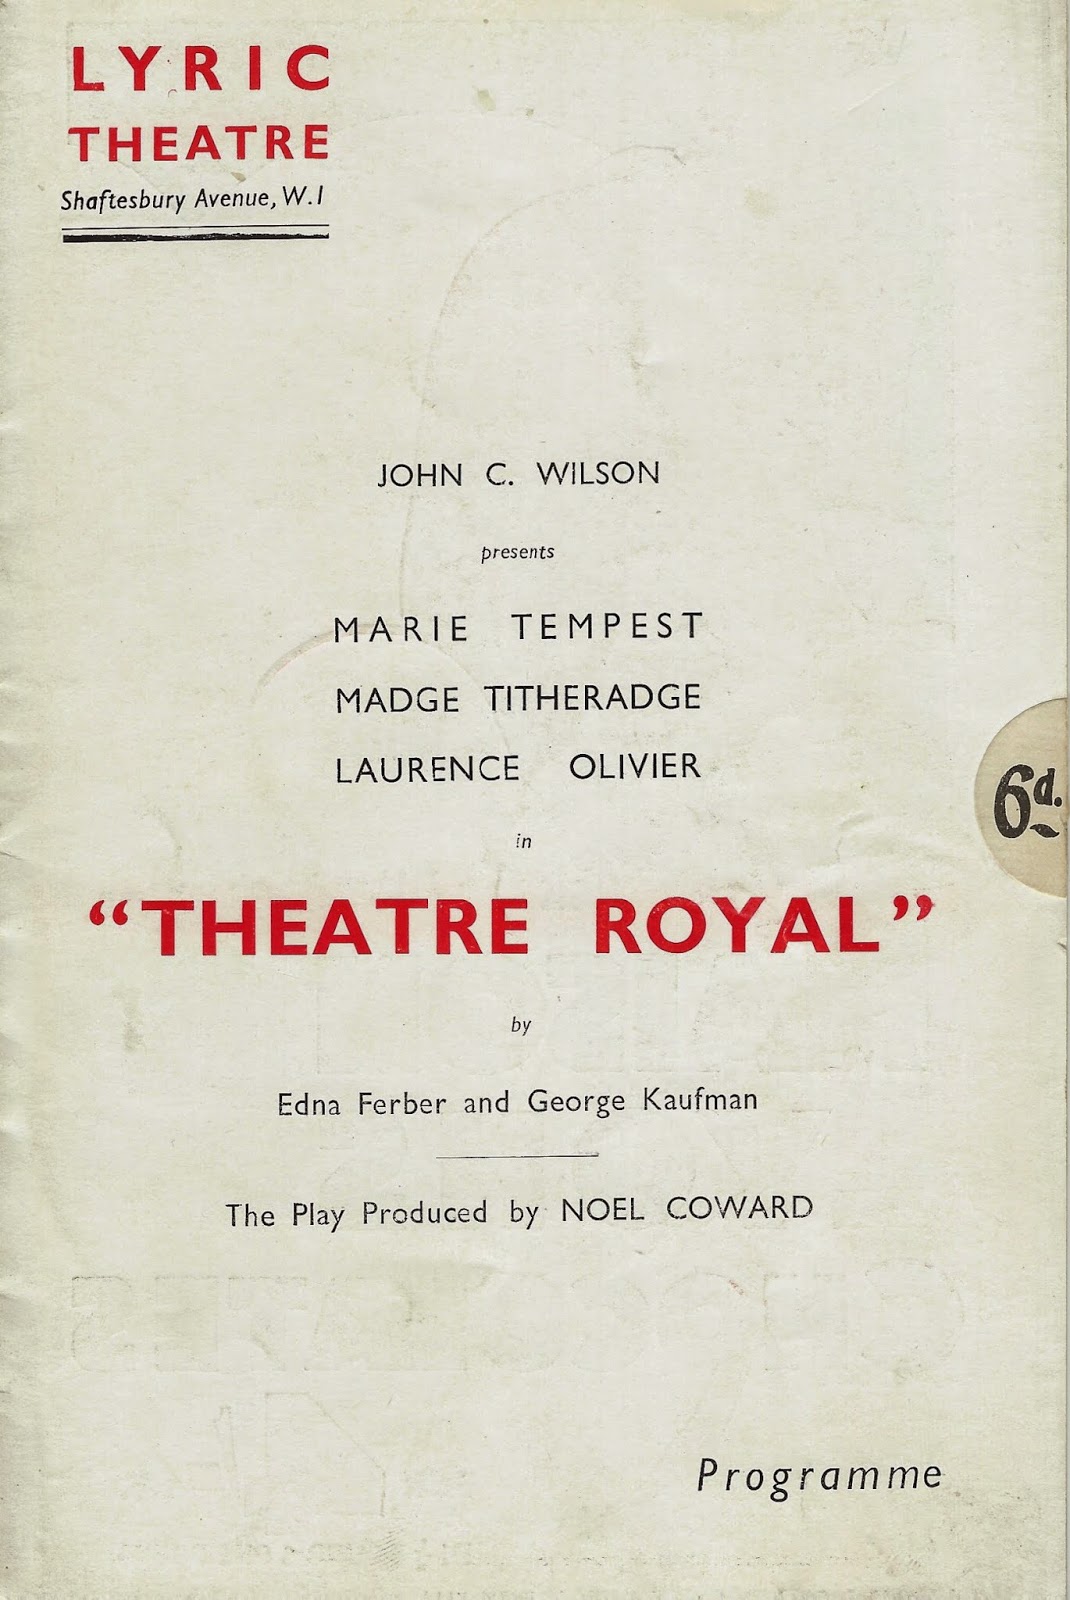 LYRIC
THEATRE
Shaftesbury Avenue, W.1
JOHN C. WILSON
presents
MARIE TEMPEST
MADGE TITHERADGE
LAURENCE OLIVIER
in
6d.
“THEATRE ROYAL”
by
Edna Ferber and George Kaufman
The Play Produced by NOEL COWARD
Programme